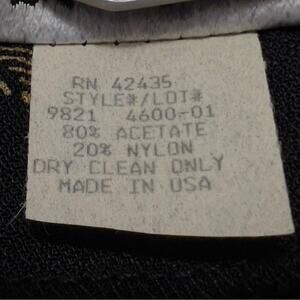 RN 42435
STYLE#/LOT#
9821 4600-01
80% ACETATE
20% NYLON
DRY CLEAN ONLY
MADE IN USA